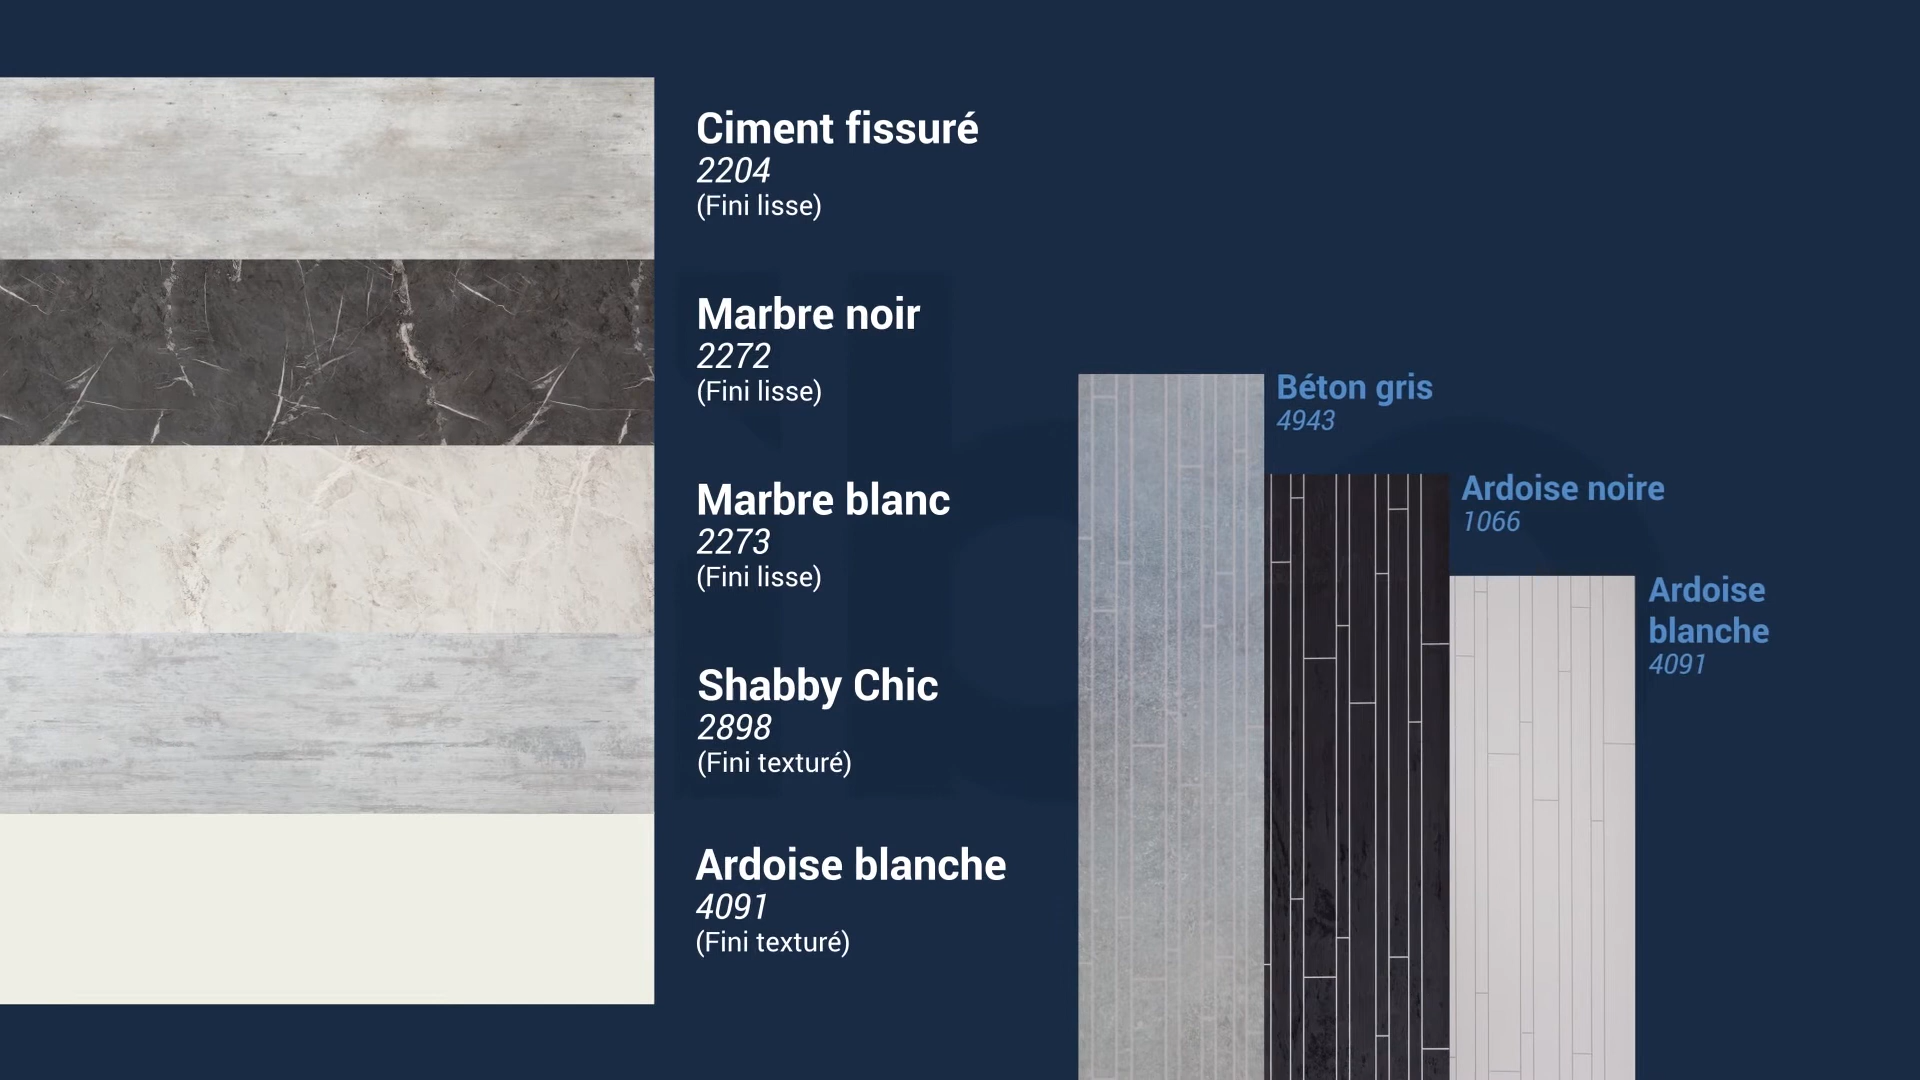 Ciment fissuré
2204
(Fini lisse)
Marbre noir
2272
(Fini lisse)
Marbre blanc
2273
(Fini lisse)
Shabby Chic
2898
(Fini texturé)
Ardoise blanche
4091
(Fini texturé)
Béton gris
4943
Ardoise noire
1066
Ardoise
blanche
4091